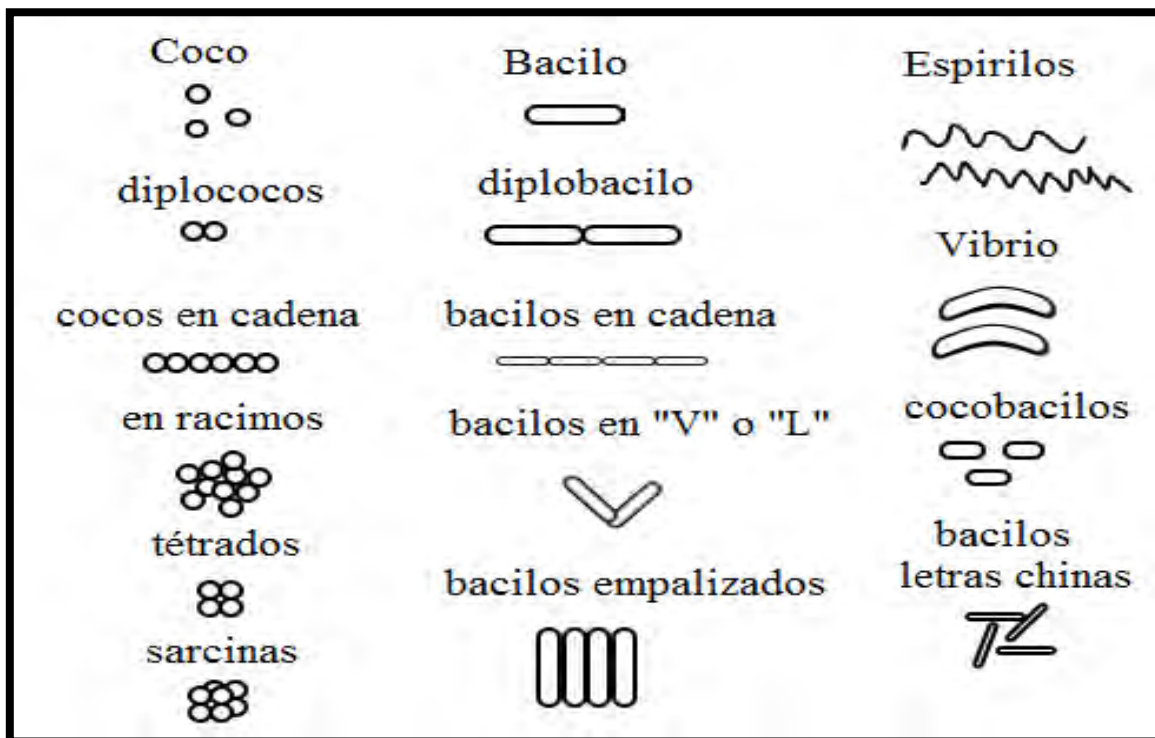 Coco
diplococos
cocos en cadena
en racimos
tétrados
sarcinas
Bacilo
diplobacilo
bacilos en cadena
bacilos en "V" o "L"
bacilos empalizados
Espirilos
Vibrio
cocobacilos
bacilos
letras chinas